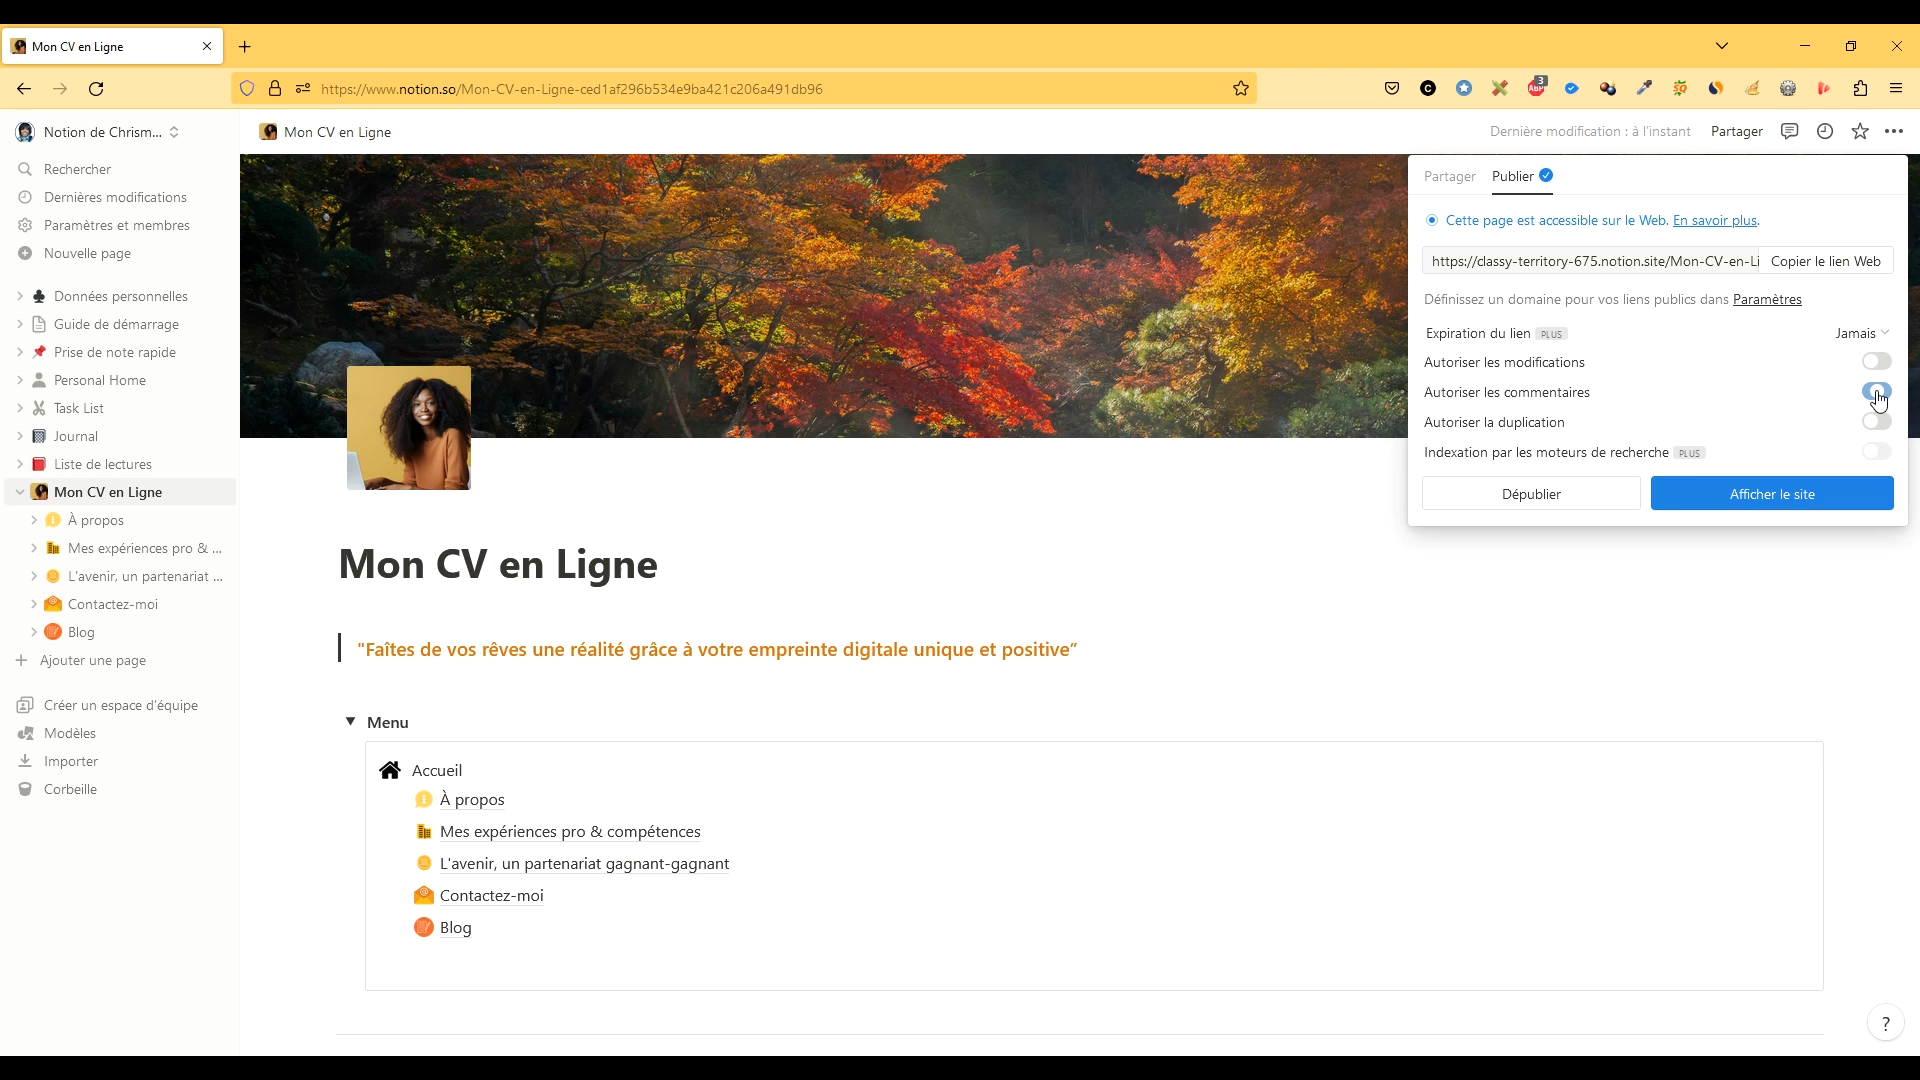 Mon CV en Ligne
https://www.notion.so/Mon-CV-en-Ligne-ced1af296b534e9ba421c206a491db96
3
ABP
Notion de Chrism...
Mon CV en Ligne
Dernière modification : à l'instant
Partager
Rechercher
Dernières modifications
Paramètres et membres
Nouvelle page
Données personnelles
Guide de démarrage
Prise de note rapide
Personal Home
Task List
Journal
Liste de lectures
Mon CV en Ligne
À propos
Mes expériences pro & ...
L'avenir, un partenariat ...
Contactez-moi
Blog
Ajouter une page
Créer un espace d'équipe
Modèles
Importer
Corbeille
Partager
Publier
Cette page est accessible sur le Web. En savoir plus.
https://classy-territory-675.notion.site/Mon-CV-en-Li
Copier le lien Web
Définissez un domaine pour vos liens publics dans Paramètres
Expiration du lien PLUS
Jamais
Autoriser les modifications
Autoriser les commentaires
Autoriser la duplication
Indexation par les moteurs de recherche PLUS
Dépublier
Afficher le site
Mon CV en Ligne
"Faîtes de vos rêves une réalité grâce à votre empreinte digitale unique et positive”
Menu
Accueil
À propos
Mes expériences pro & compétences
L'avenir, un partenariat gagnant-gagnant
Contactez-moi
Blog
?